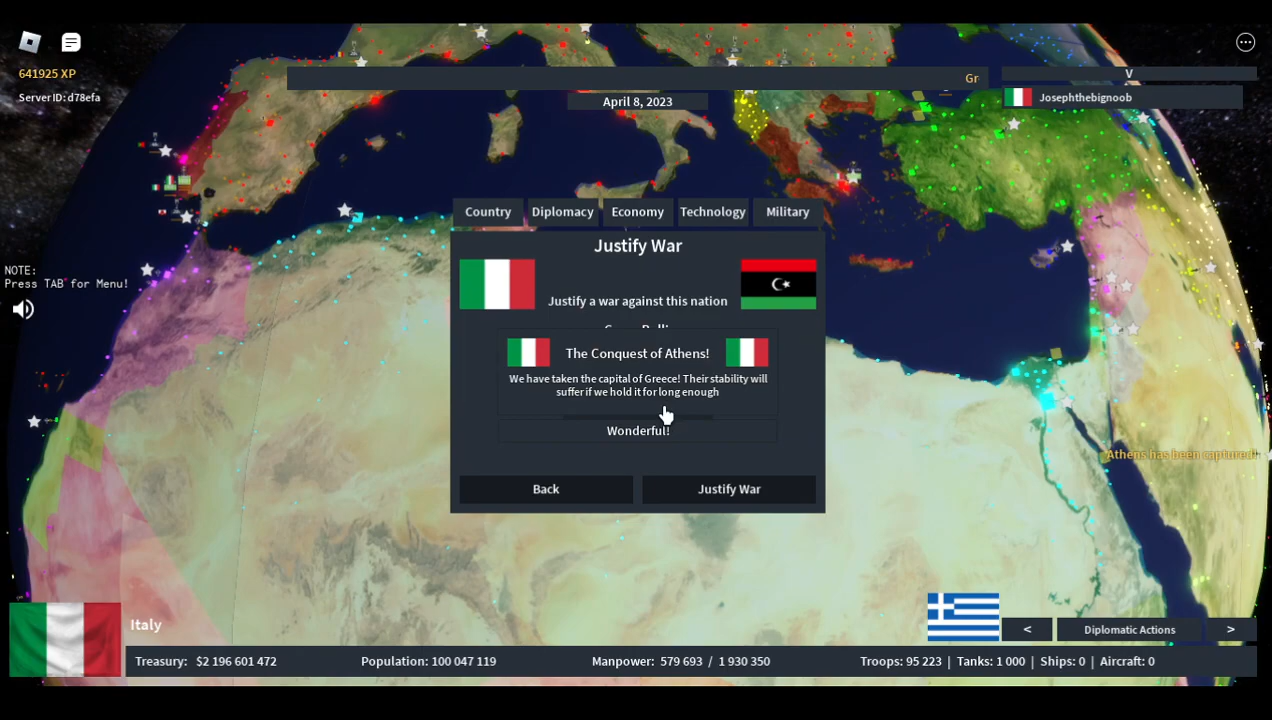 641925 XP
Server ID: d78efa
Gr
V
April 8, 2023
Josephthebignoob
Country
Diplomacy
Economy
Technology
Military
Justify War
NOTE:
Press TAB for Menu!
Justify a war against this nation
The Conquest of Athens!
We have taken the capital of Greece! Their stability will
suffer if we hold it for long enough
Wonderful!
Athens has been captured!
Back
Justify War
Italy
<
Diplomatic Actions
>
Treasury: $2 196 601 472
Population: 100 047 119
Manpower: 579 693 / 1 930 350
Troops: 95 223 | Tanks: 1 000 | Ships: 0 | Aircraft: 0